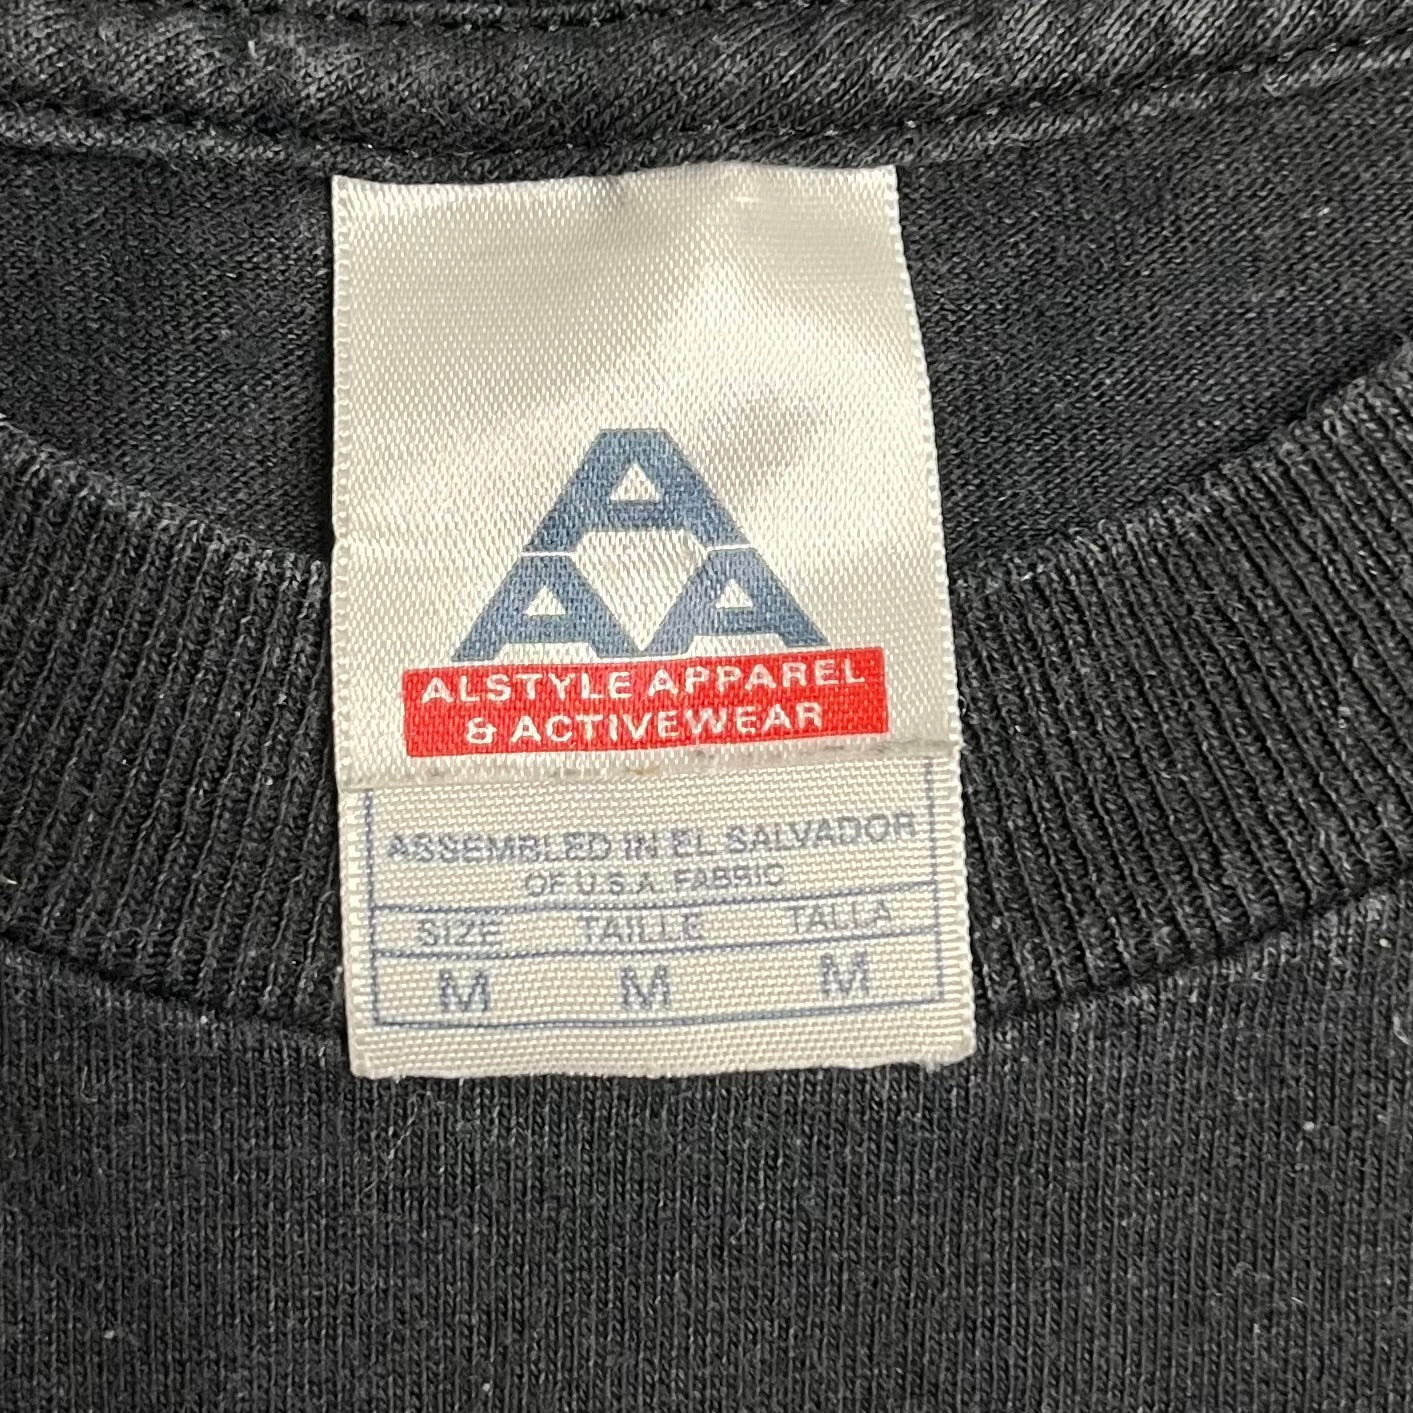 A
A A
ALSTYLE APPAREL
& ACTIVEWEAR
ASSEMBLED IN EL SALVADOR
OF U.S.A. FABRIC
SIZE TAILLE TALLA
M M M